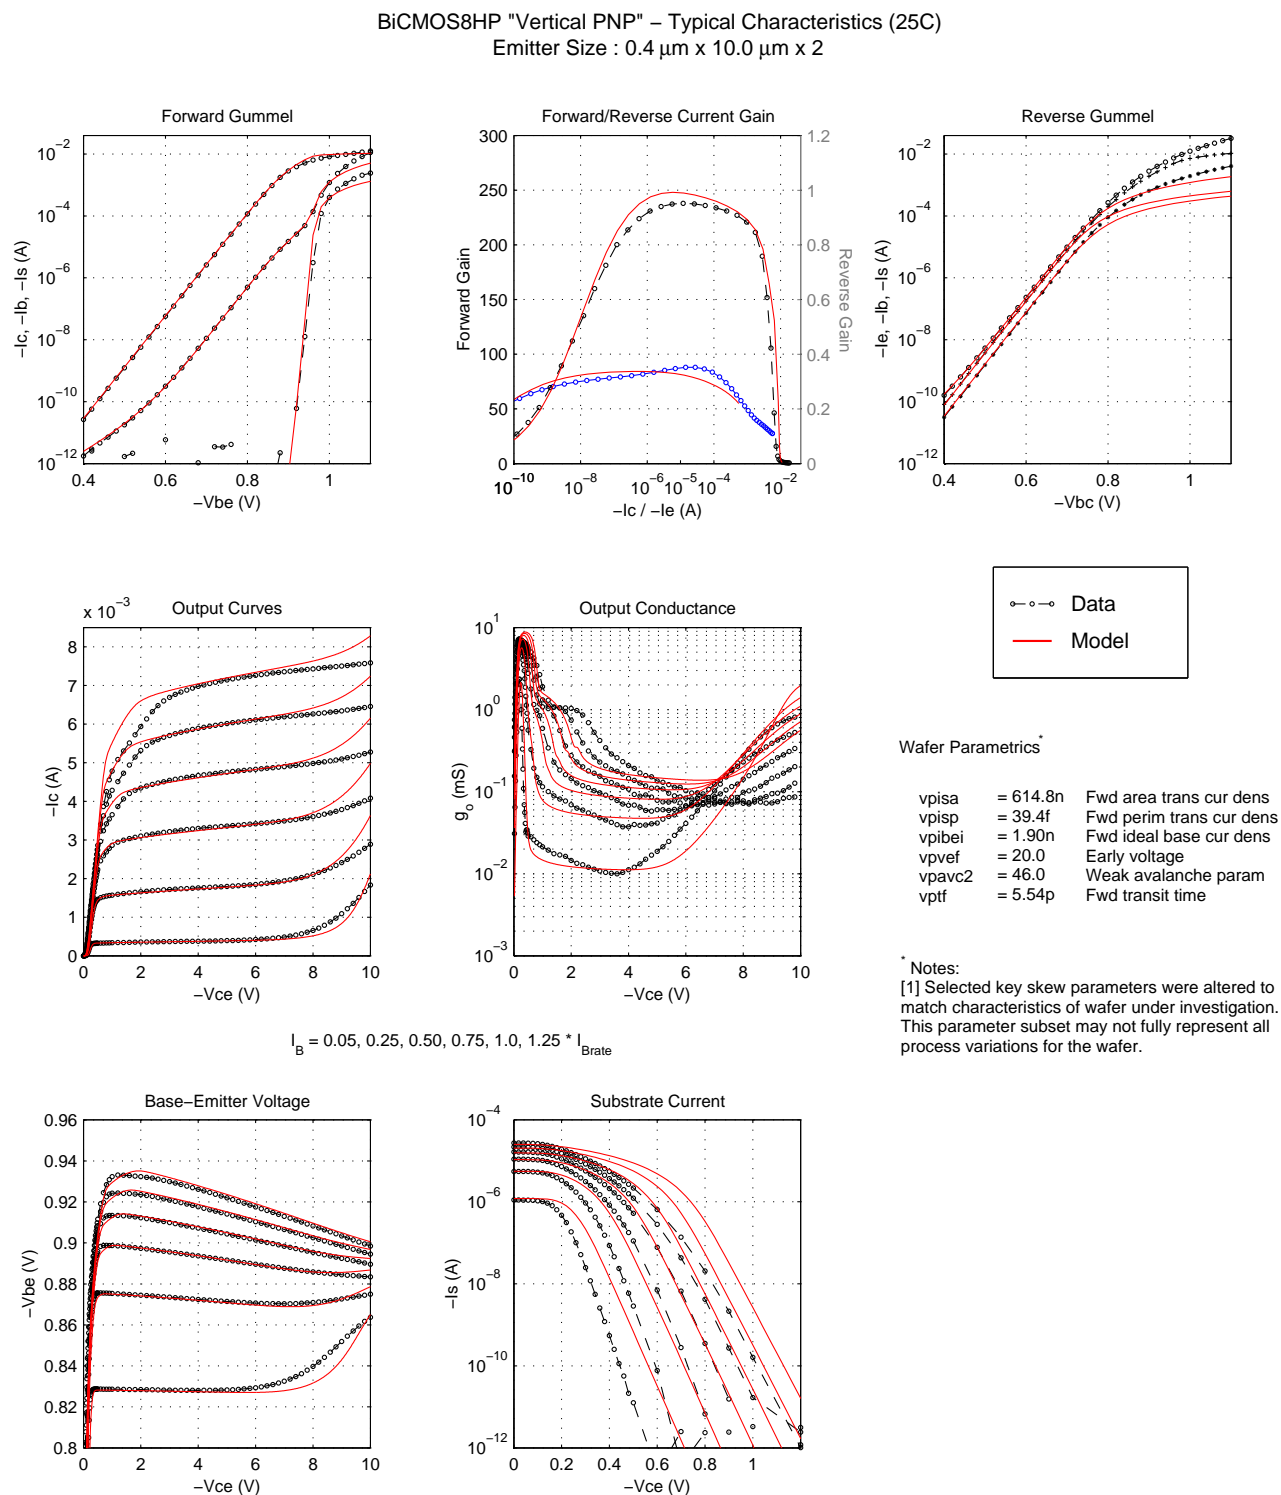 BiCMOS8HP "Vertical PNP" − Typical Characteristics (25C)
Emitter Size : 0.4 µm x 10.0 µm x 2
Forward Gummel
10^−2
10^−4
10^−6
10^−8
10^−10
10^−12
−Ic, −Ib, −Is (A)
0.4 0.6 0.8 1
−Vbe (V)
Forward/Reverse Current Gain
300
250
200
150
100
50
0
Forward Gain
1.2
1
0.8
0.6
0.4
0.2
0
Reverse Gain
10^−10 10^−8 10^−6 10^−5 10^−4 10^−2
−Ic / −Ie (A)
Reverse Gummel
10^−2
10^−4
10^−6
10^−8
10^−10
10^−12
−Ie, −Ib, −Is (A)
0.4 0.6 0.8 1
−Vbc (V)
Output Curves
x 10^−3
8
7
6
5
4
3
2
1
0
−Ic (A)
0 2 4 6 8 10
−Vce (V)
Output Conductance
10^1
10^0
10^−1
10^−2
10^−3
g_o (mS)
0 2 4 6 8 10
−Vce (V)
Data
Model
Wafer Parametrics*
vpisa = 614.8n Fwd area trans cur dens
vpisp = 39.4f Fwd perim trans cur dens
vpibei = 1.90n Fwd ideal base cur dens
vpvef = 20.0 Early voltage
vpavc2 = 46.0 Weak avalanche param
vptf = 5.54p Fwd transit time
* Notes:
[1] Selected key skew parameters were altered to
match characteristics of wafer under investigation.
This parameter subset may not fully represent all
process variations for the wafer.
I_B = 0.05, 0.25, 0.50, 0.75, 1.0, 1.25 * I_Brate
Base−Emitter Voltage
0.96
0.94
0.92
0.9
0.88
0.86
0.84
0.82
0.8
−Vbe (V)
0 2 4 6 8 10
−Vce (V)
Substrate Current
10^−4
10^−6
10^−8
10^−10
10^−12
−Is (A)
0 0.2 0.4 0.6 0.8 1
−Vce (V)